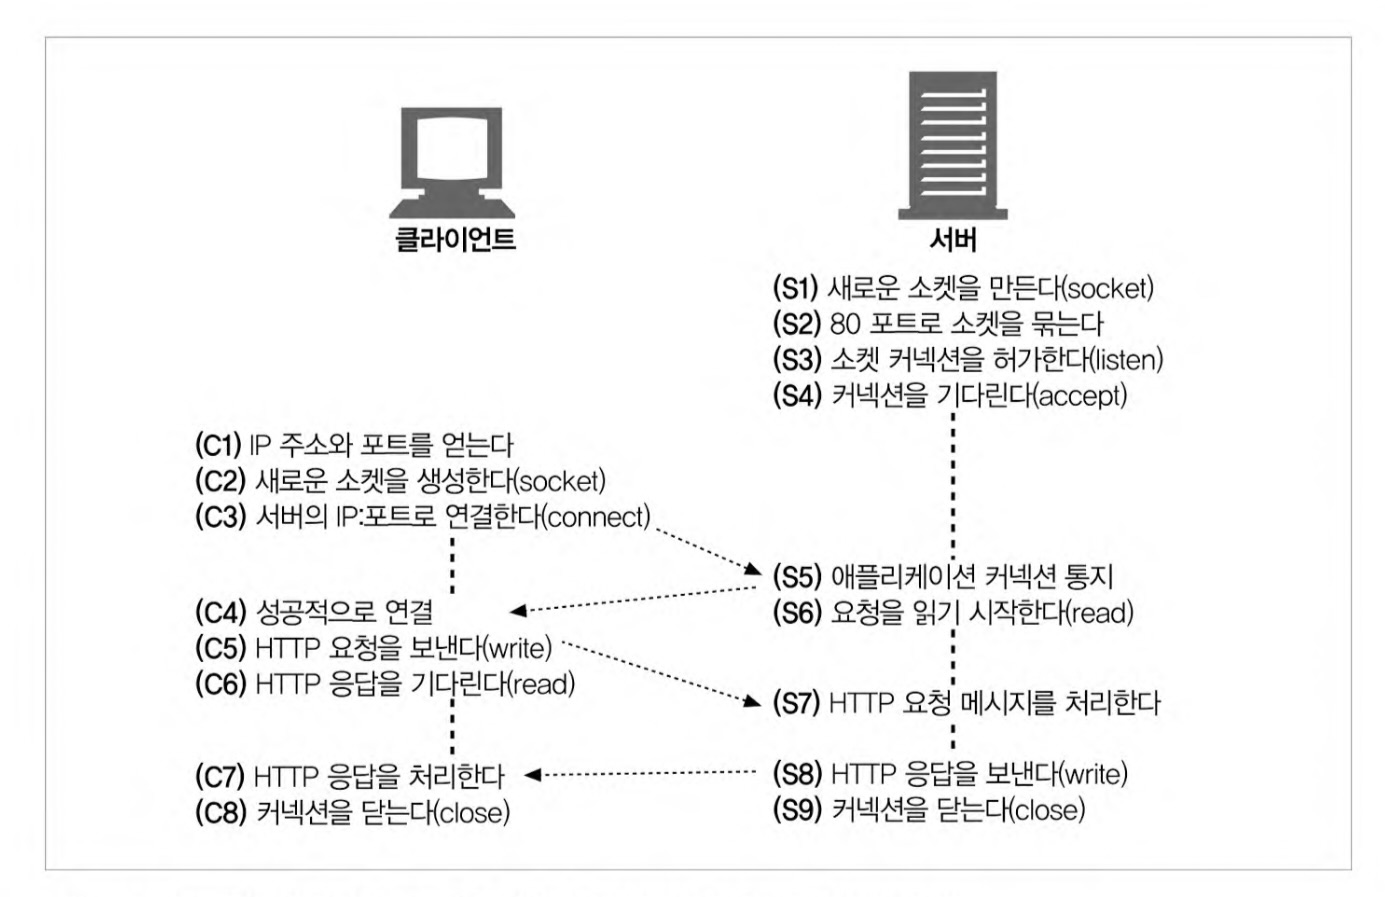 클라이언트
서버
(S1) 새로운 소켓을 만든다(socket)
(S2) 80 포트로 소켓을 묶는다
(S3) 소켓 커넥션을 허가한다(listen)
(S4) 커넥션을 기다린다(accept)
(C1) IP 주소와 포트를 얻는다
(C2) 새로운 소켓을 생성한다(socket)
(C3) 서버의 IP:포트로 연결한다(connect)
(S5) 애플리케이션 커넥션 통지
(S6) 요청을 읽기 시작한다(read)
(C4) 성공적으로 연결
(C5) HTTP 요청을 보낸다(write)
(C6) HTTP 응답을 기다린다(read)
(S7) HTTP 요청 메시지를 처리한다
(C7) HTTP 응답을 처리한다
(C8) 커넥션을 닫는다(close)
(S8) HTTP 응답을 보낸다(write)
(S9) 커넥션을 닫는다(close)